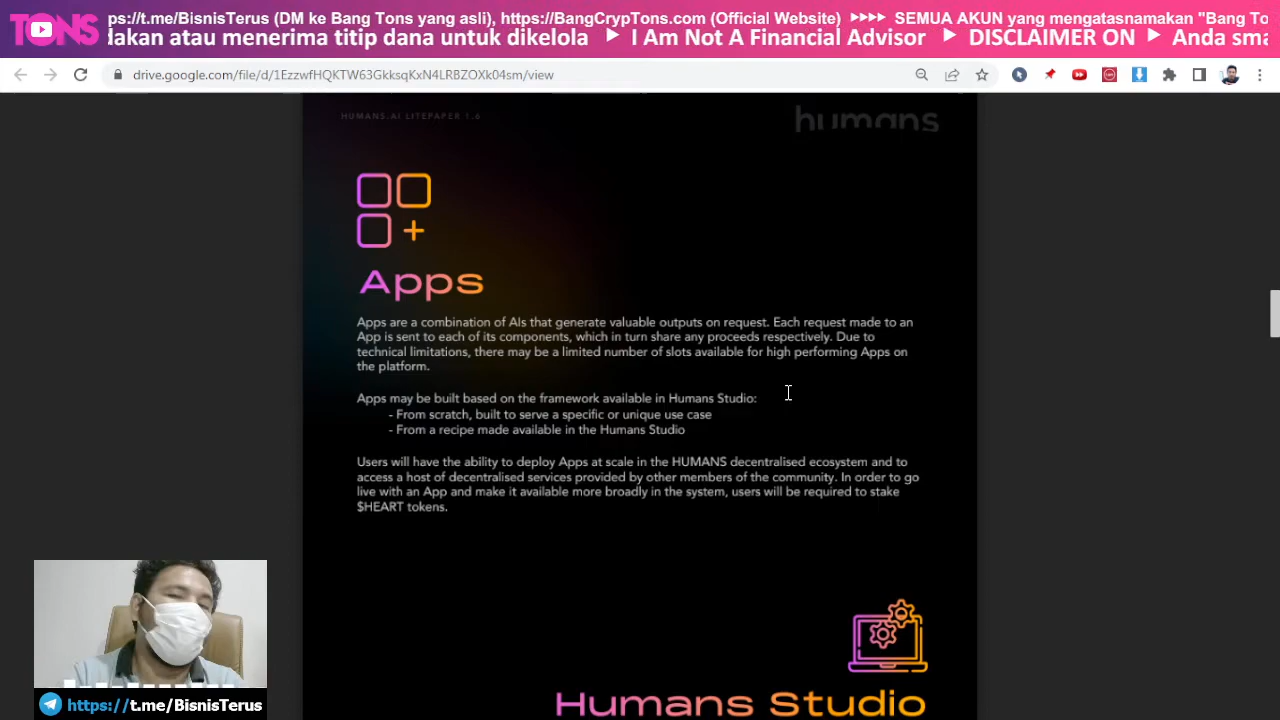 ps://t.me/BisnisTerus (DM ke Bang Tons yang asli), https://BangCrypTons.com (Official Website) ►►►► SEMUA AKUN yang mengatasnamakan "Bang To
TONS
dakan atau menerima titip dana untuk dikelola ► I Am Not A Financial Advisor ► DISCLAIMER ON ► Anda sma
drive.google.com/file/d/1EzzwfHQKTW63GkksqKxN4LRBZOXk04sm/view
HUMANS.AI LITEPAPER 1.6
humans
Apps
Apps are a combination of AIs that generate valuable outputs on request. Each request made to an
App is sent to each of its components, which in turn share any proceeds respectively. Due to
technical limitations, there may be a limited number of slots available for high performing Apps on
the platform.
Apps may be built based on the framework available in Humans Studio:
- From scratch, built to serve a specific or unique use case
- From a recipe made available in the Humans Studio
Users will have the ability to deploy Apps at scale in the HUMANS decentralised ecosystem and to
access a host of decentralised services provided by other members of the community. In order to go
live with an App and make it available more broadly in the system, users will be required to stake
$HEART tokens.
Humans Studio
https://t.me/BisnisTerus